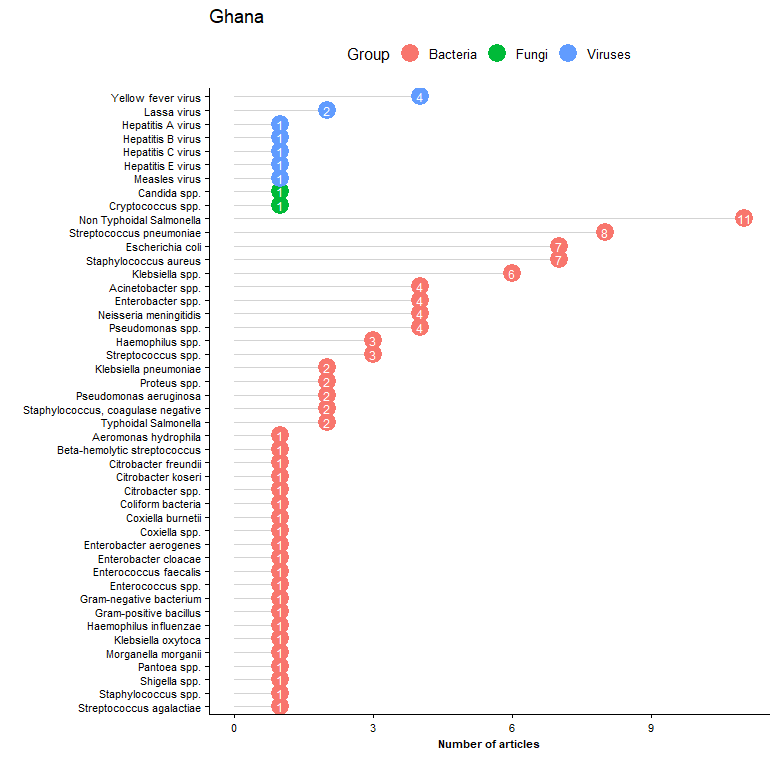 Ghana
Group Bacteria Fungi Viruses
Yellow fever virus 4
Lassa virus 2
Hepatitis A virus 1
Hepatitis B virus 1
Hepatitis C virus 1
Hepatitis E virus 1
Measles virus 1
Candida spp. 1
Cryptococcus spp. 1
Non Typhoidal Salmonella 11
Streptococcus pneumoniae 8
Escherichia coli 7
Staphylococcus aureus 7
Klebsiella spp. 6
Acinetobacter spp. 4
Enterobacter spp. 4
Neisseria meningitidis 4
Pseudomonas spp. 4
Haemophilus spp. 3
Streptococcus spp. 3
Klebsiella pneumoniae 2
Proteus spp. 2
Pseudomonas aeruginosa 2
Staphylococcus, coagulase negative 2
Typhoidal Salmonella 2
Aeromonas hydrophila 1
Beta-hemolytic streptococcus 1
Citrobacter freundii 1
Citrobacter koseri 1
Citrobacter spp. 1
Coliform bacteria 1
Coxiella burnetii 1
Coxiella spp. 1
Enterobacter aerogenes 1
Enterobacter cloacae 1
Enterococcus faecalis 1
Enterococcus spp. 1
Gram-negative bacterium 1
Gram-positive bacillus 1
Haemophilus influenzae 1
Klebsiella oxytoca 1
Morganella morganii 1
Pantoea spp. 1
Shigella spp. 1
Staphylococcus spp. 1
Streptococcus agalactiae 1
0 3 6 9
Number of articles